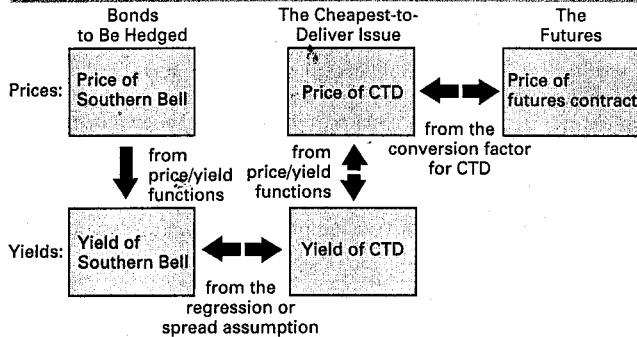 Bonds
to Be Hedged
The Cheapest-to-
Deliver Issue
The
Futures
Prices:
Price of
Southern Bell
Price of CTD
Price of
futures contract
from the
conversion factor
for CTD
from
price/yield
functions
from
price/yield
functions
Yields:
Yield of
Southern Bell
Yield of CTD
from the
regression or
spread assumption